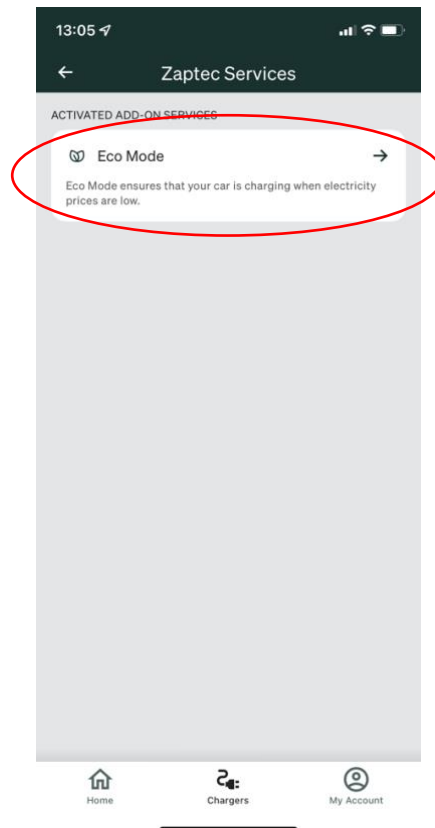 13:05
Zaptec Services
ACTIVATED ADD-ON SERVICES
Eco Mode
Eco Mode ensures that your car is charging when electricity
prices are low.
Home Chargers My Account